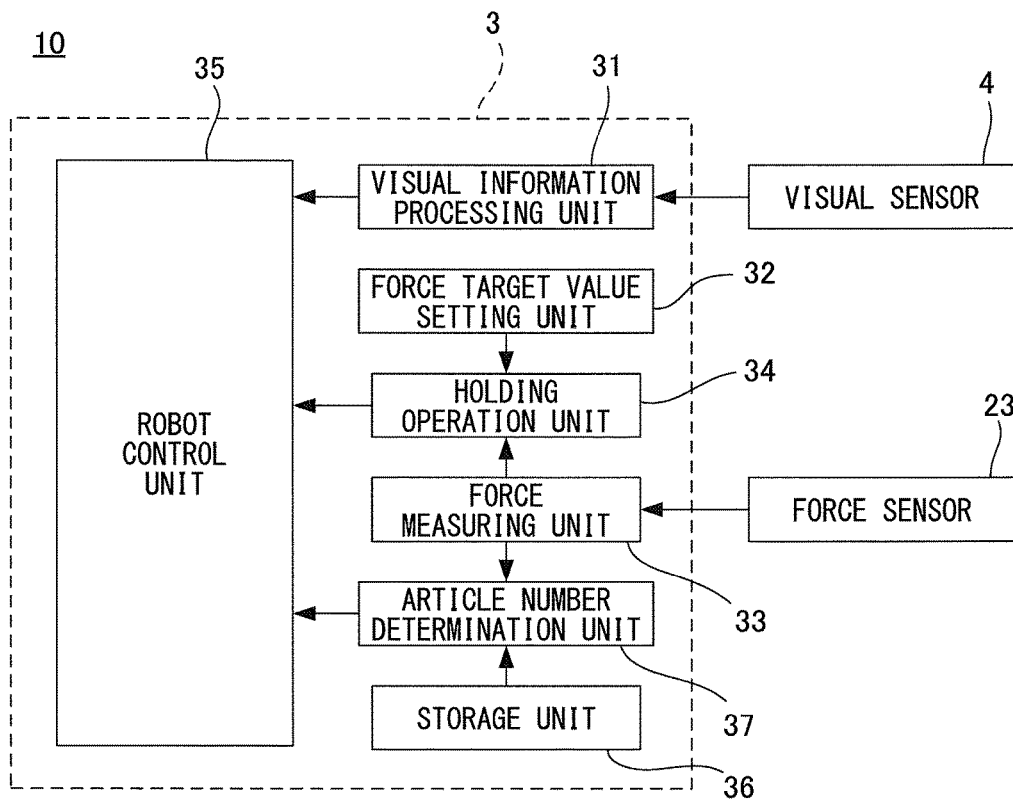 10
3
35
31
4
VISUAL INFORMATION
PROCESSING UNIT
VISUAL SENSOR
FORCE TARGET VALUE
SETTING UNIT
32
HOLDING
OPERATION UNIT
34
ROBOT
CONTROL
UNIT
23
FORCE
MEASURING UNIT
FORCE SENSOR
ARTICLE NUMBER
DETERMINATION UNIT
33
STORAGE UNIT
37
36